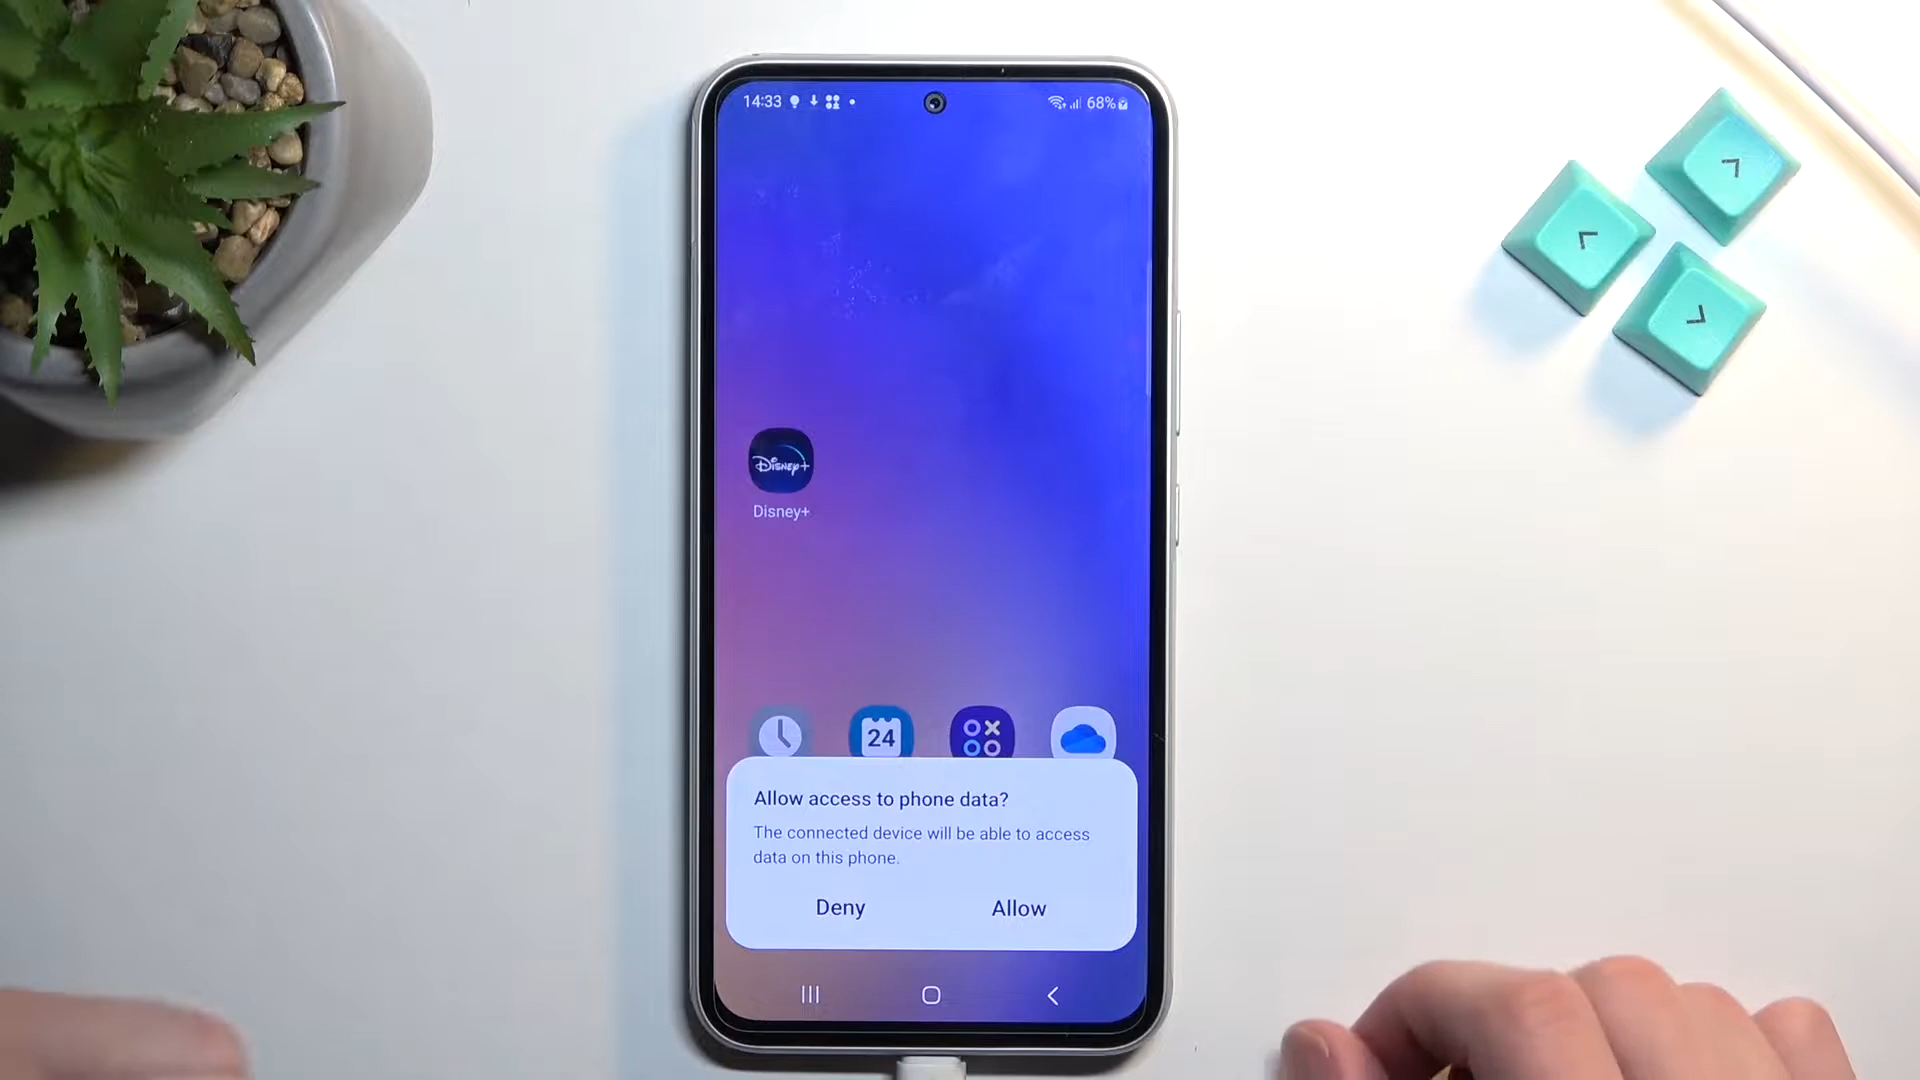 14:33
68%
Disney+
Disney+
24
Allow access to phone data?
The connected device will be able to access
data on this phone.
Deny
Allow